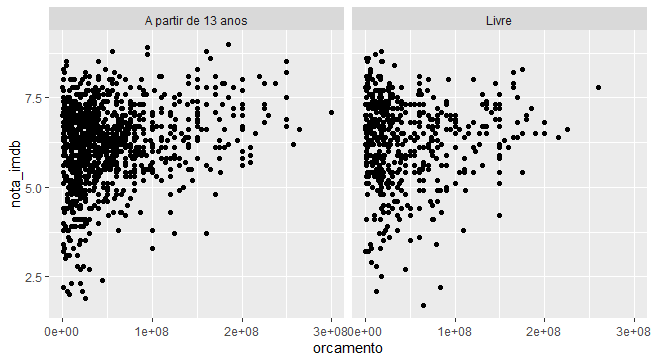 A partir de 13 anos
Livre
7.5
5.0
2.5
nota_imdb
0e+00
1e+08
2e+08
3e+08
0e+00
1e+08
2e+08
3e+08
orcamento